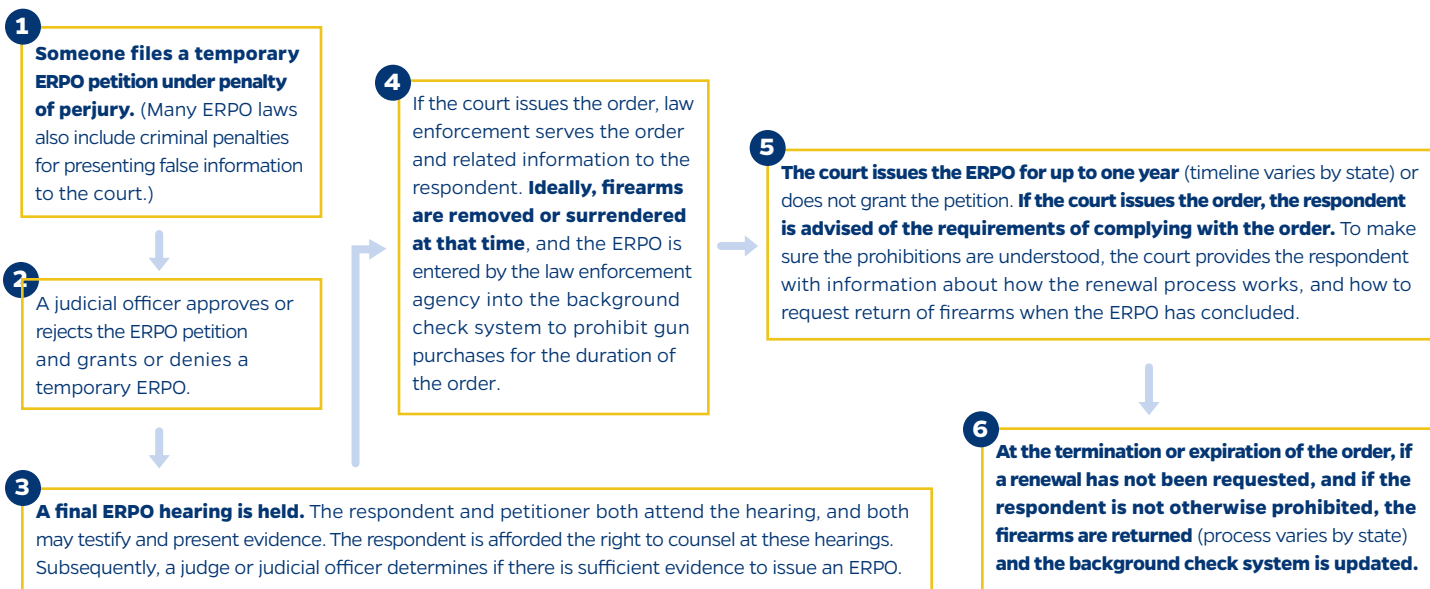 1
Someone files a temporary
ERPO petition under penalty
of perjury. (Many ERPO laws
also include criminal penalties
for presenting false information
to the court.)
2
A judicial officer approves or
rejects the ERPO petition
and grants or denies a
temporary ERPO.
3
A final ERPO hearing is held. The respondent and petitioner both attend the hearing, and both
may testify and present evidence. The respondent is afforded the right to counsel at these hearings.
Subsequently, a judge or judicial officer determines if there is sufficient evidence to issue an ERPO.
4
If the court issues the order, law
enforcement serves the order
and related information to the
respondent. Ideally, firearms
are removed or surrendered
at that time, and the ERPO is
entered by the law enforcement
agency into the background
check system to prohibit gun
purchases for the duration of
the order.
5
The court issues the ERPO for up to one year (timeline varies by state) or
does not grant the petition. If the court issues the order, the respondent
is advised of the requirements of complying with the order. To make
sure the prohibitions are understood, the court provides the respondent
with information about how the renewal process works, and how to
request return of firearms when the ERPO has concluded.
6
At the termination or expiration of the order, if
a renewal has not been requested, and if the
respondent is not otherwise prohibited, the
firearms are returned (process varies by state)
and the background check system is updated.